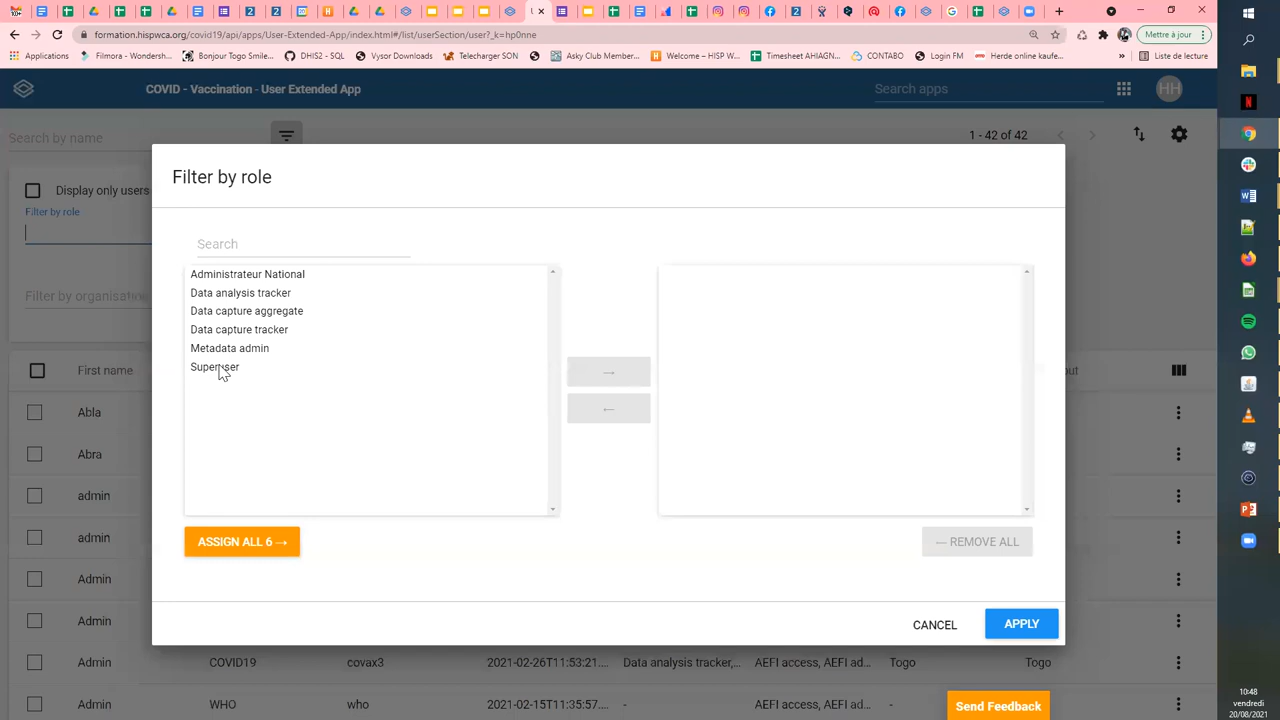 formation.hispwca.org/covid19/api/apps/User-Extended-App/index.html#/list/userSection/user?_k=hp0nne
Mettre à jour
Applications
Filmora - Wondersh...
Bonjour Togo Smile...
DHIS2 - SQL
Vysor Downloads
Telecharger SON...
Asky Club Member...
Welcome – HISP W...
Timesheet AHIAGN...
CONTABO
Login FM
Herde online kaufe...
»
Liste de lecture
COVID - Vaccination - User Extended App
Search apps
HH
Search by name
1 - 42 of 42
Filter by role
Display only users
Filter by role
Search
Administrateur National
Data analysis tracker
Data capture aggregate
Data capture tracker
Metadata admin
Superuser
Filter by organisation
First name
Abla
Abra
admin
admin
Admin
Admin
→
←
ASSIGN ALL 6 →
← REMOVE ALL
CANCEL
APPLY
Admin COVID19 covax3 2021-02-26T11:53:21.... Data analysis tracker,... AEFI access, AEFI ad... Togo Togo
Admin WHO who 2021-02-15T11:35:57.... - AEFI access, AEFI ad... -
Send Feedback
10:48
vendredi
20/08/2021